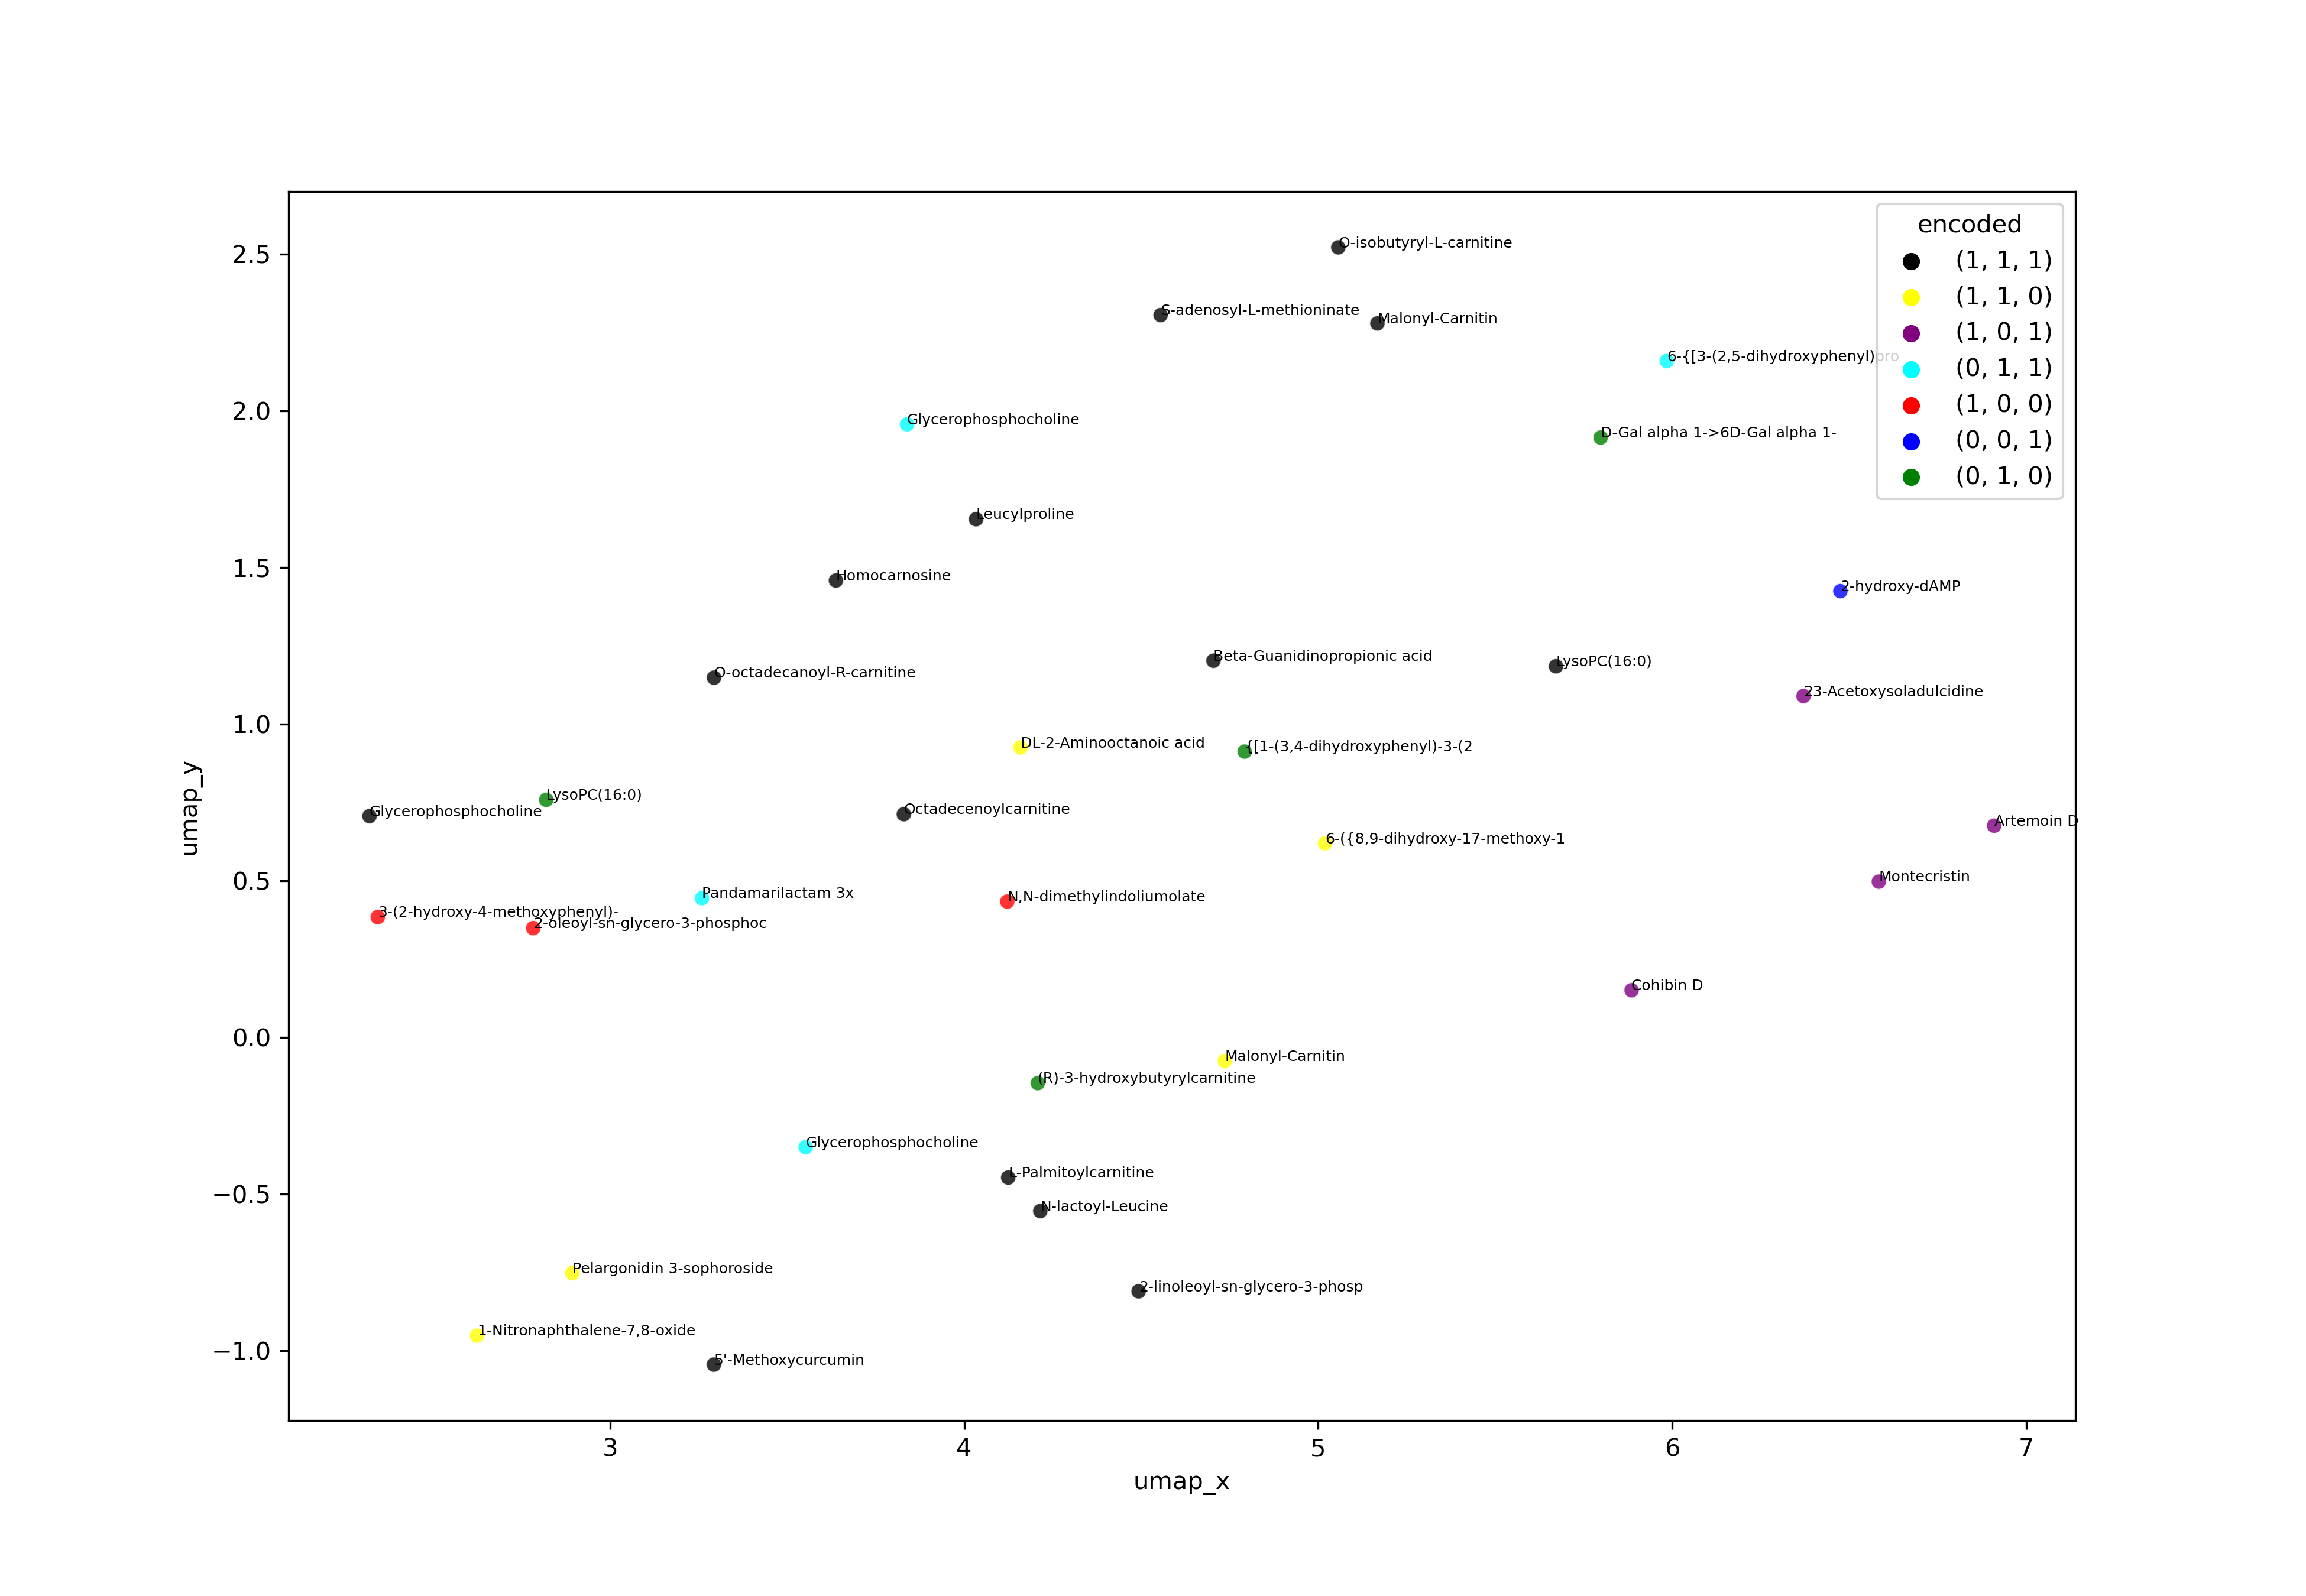 encoded
(1, 1, 1)
(1, 1, 0)
(1, 0, 1)
(0, 1, 1)
(1, 0, 0)
(0, 0, 1)
(0, 1, 0)
O-isobutyryl-L-carnitine
S-adenosyl-L-methioninate
Malonyl-Carnitin
6-{[3-(2,5-dihydroxyphenyl)pro
Glycerophosphocholine
D-Gal alpha 1->6D-Gal alpha 1-
Leucylproline
Homocarnosine
2-hydroxy-dAMP
Beta-Guanidinopropionic acid
LysoPC(16:0)
O-octadecanoyl-R-carnitine
23-Acetoxysoladulcidine
DL-2-Aminooctanoic acid
{[1-(3,4-dihydroxyphenyl)-3-(2
LysoPC(16:0)
Glycerophosphocholine
Octadecenoylcarnitine
Artemoin D
6-({8,9-dihydroxy-17-methoxy-1
Montecristin
Pandamarilactam 3x
N,N-dimethylindoliumolate
3-(2-hydroxy-4-methoxyphenyl)-
2-oleoyl-sn-glycero-3-phosphoc
Cohibin D
Malonyl-Carnitin
(R)-3-hydroxybutyrylcarnitine
Glycerophosphocholine
L-Palmitoylcarnitine
N-lactoyl-Leucine
Pelargonidin 3-sophoroside
2-linoleoyl-sn-glycero-3-phosp
1-Nitronaphthalene-7,8-oxide
5'-Methoxycurcumin
2.5
2.0
1.5
1.0
0.5
0.0
−0.5
−1.0
umap_y
3 4 5 6 7
umap_x